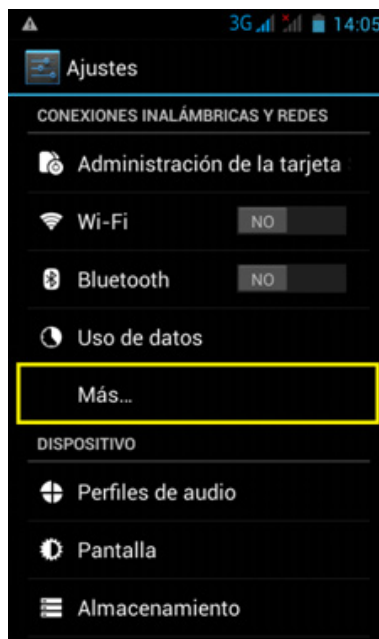 3G 14:05
Ajustes
CONEXIONES INALÁMBRICAS Y REDES
Administración de la tarjeta
Wi-Fi NO
Bluetooth NO
Uso de datos
Más...
DISPOSITIVO
Perfiles de audio
Pantalla
Almacenamiento